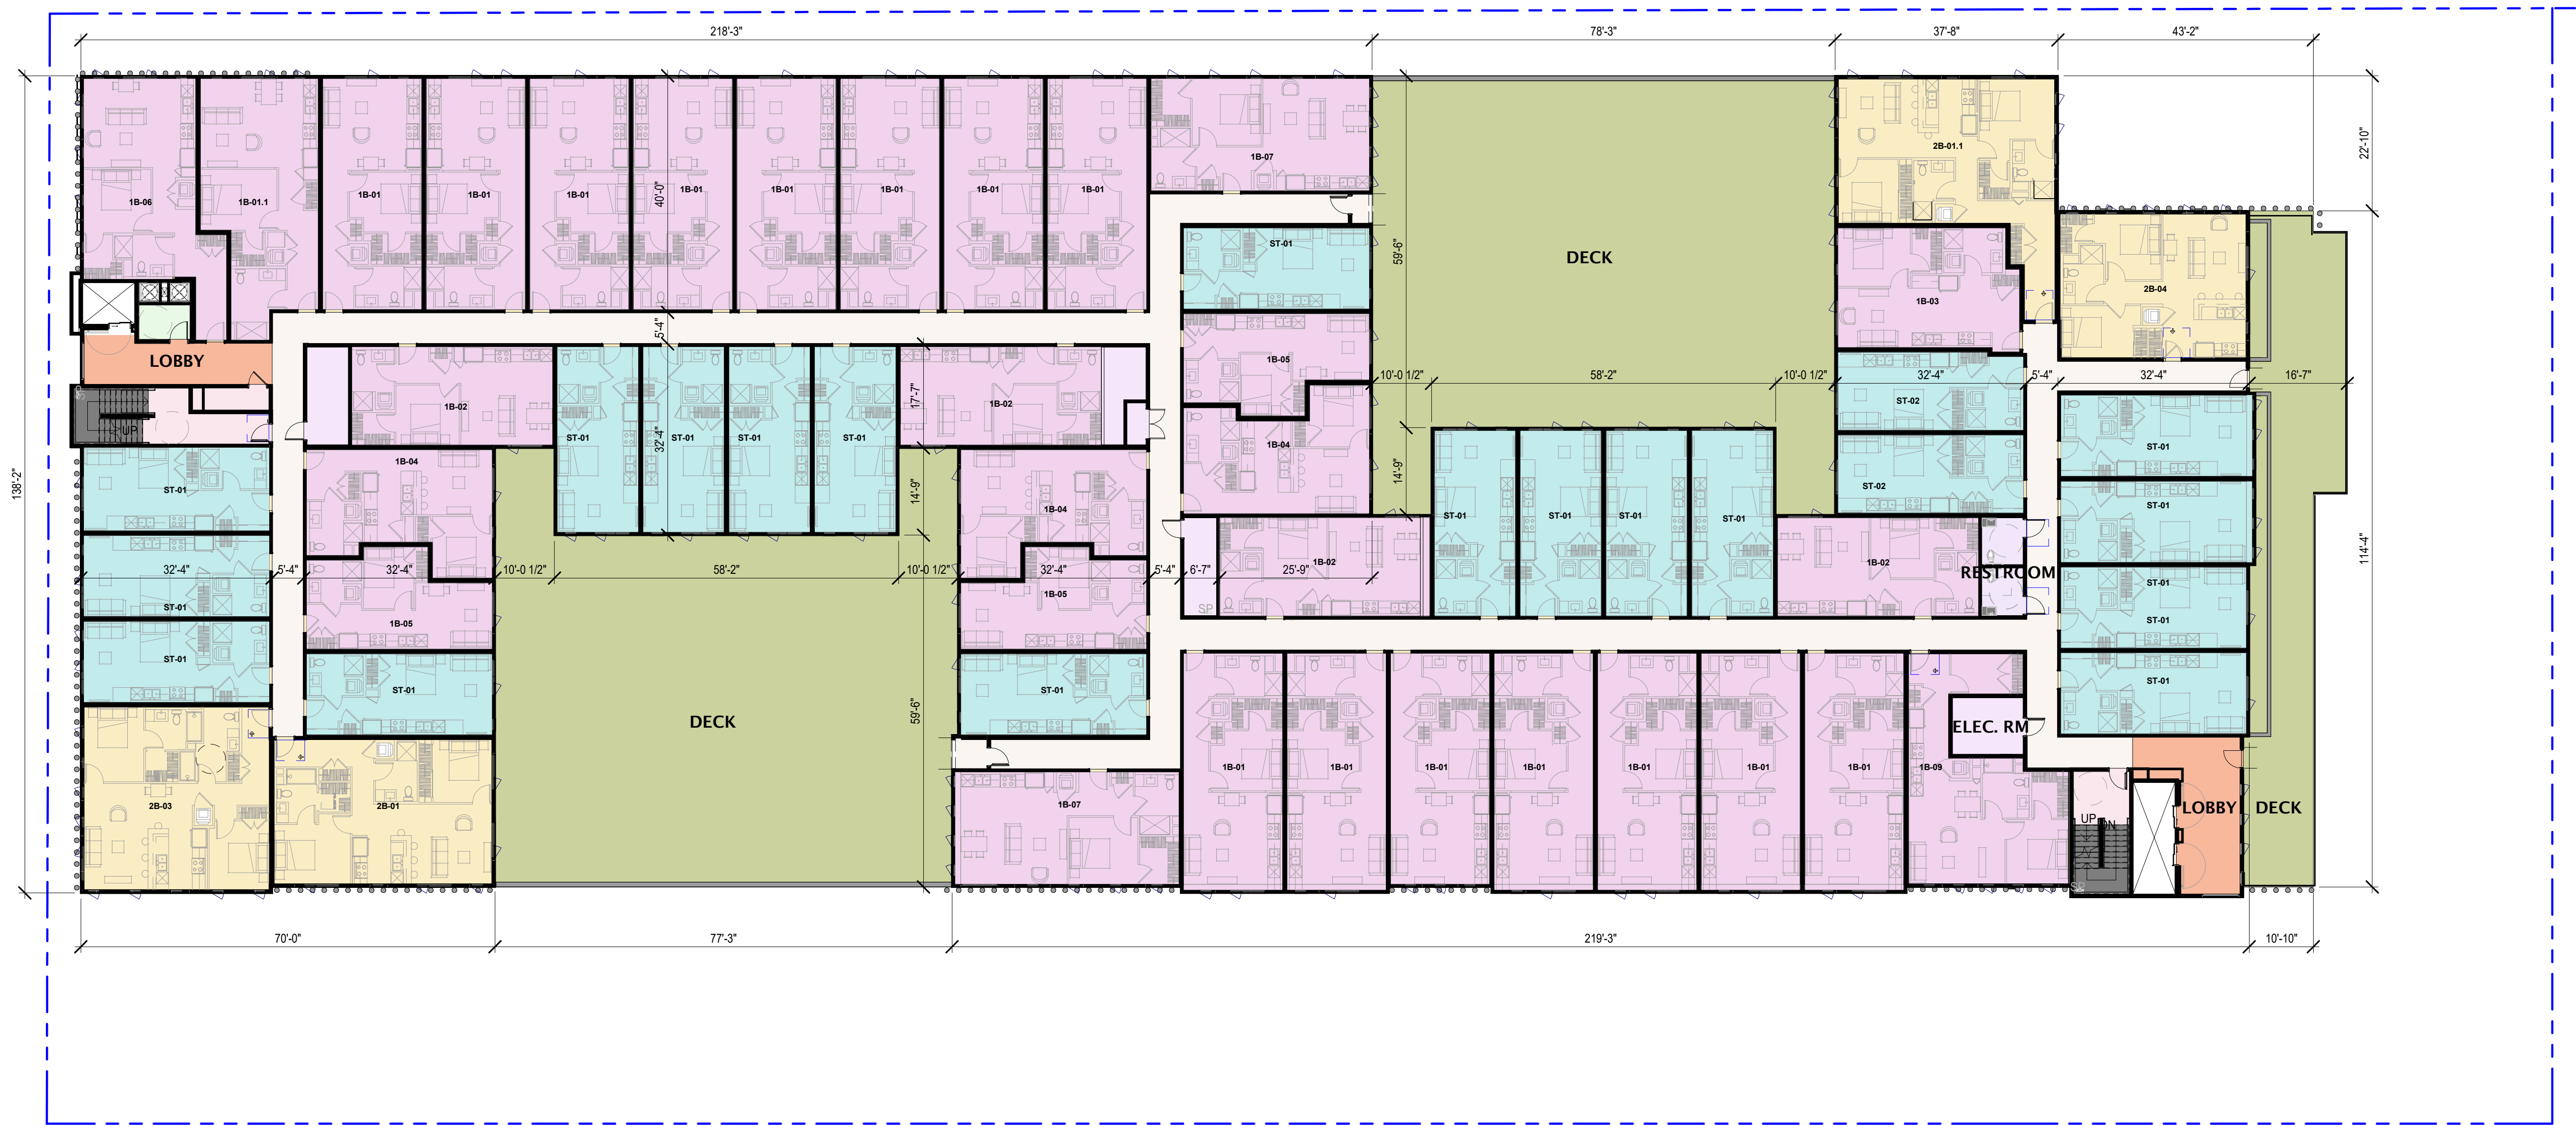 218'-3"
78'-3"
37'-8"
43'-2"
22'-10"
1B-07
2B-01.1
1B-06
1B-01.1
1B-01
1B-01
1B-01
1B-01
1B-01
1B-01
1B-01
1B-01
40'-0"
ST-01
DECK
59'-6"
2B-04
1B-03
5'-4"
LOBBY
1B-05
10'-0 1/2"
58'-2"
10'-0 1/2"
32'-4"
5'-4"
32'-4"
16'-7"
17'-7"
1B-02
1B-02
ST-02
UP
ST-01
ST-01
ST-01
ST-01
32'-4"
1B-04
ST-01
1B-04
14'-9"
138'-2"
ST-01
14'-9"
ST-02
ST-01
1B-04
ST-01
ST-01
ST-01
ST-01
114'-4"
32'-4"
5'-4"
32'-4"
10'-0 1/2"
58'-2"
10'-0 1/2"
32'-4"
5'-4"
6'-7"
25'-9"
1B-02
1B-02
RESTROOM
ST-01
1B-05
SP
ST-01
1B-05
ST-01
ST-01
ST-01
ST-01
59'-6"
DECK
ELEC. RM
1B-01
1B-01
1B-01
1B-01
1B-01
1B-01
1B-01
1B-09
2B-03
2B-01
1B-07
LOBBY
DECK
UP
DN
70'-0"
77'-3"
219'-3"
10'-10"